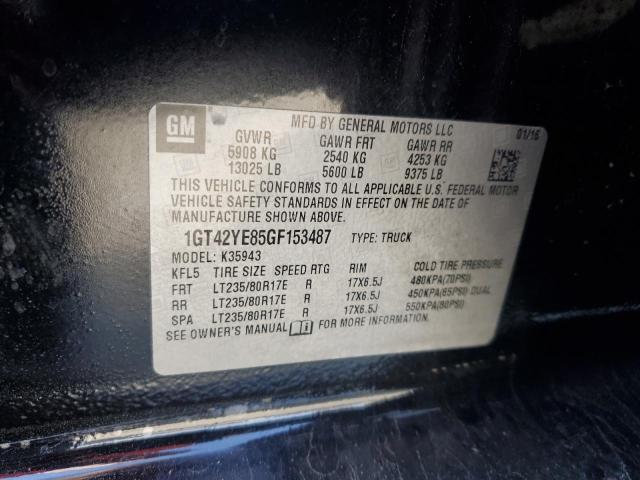 GM
MFD BY GENERAL MOTORS LLC 01/16
GVWR GAWR FRT GAWR RR
5908 KG 2540 KG 4253 KG
13025 LB 5600 LB 9375 LB
THIS VEHICLE CONFORMS TO ALL APPLICABLE U.S. FEDERAL MOTOR
VEHICLE SAFETY STANDARDS IN EFFECT ON THE DATE OF
MANUFACTURE SHOWN ABOVE.
1GT42YE85GF153487 TYPE: TRUCK
MODEL: K35943
KFL5 TIRE SIZE SPEED RTG RIM COLD TIRE PRESSURE
FRT LT235/80R17E R 17X6.5J 480KPA(70PSI)
RR LT235/80R17E R 17X6.5J 450KPA(65PSI) DUAL
SPA LT235/80R17E R 17X6.5J 550KPA(80PSI)
SEE OWNER'S MANUAL FOR MORE INFORMATION.